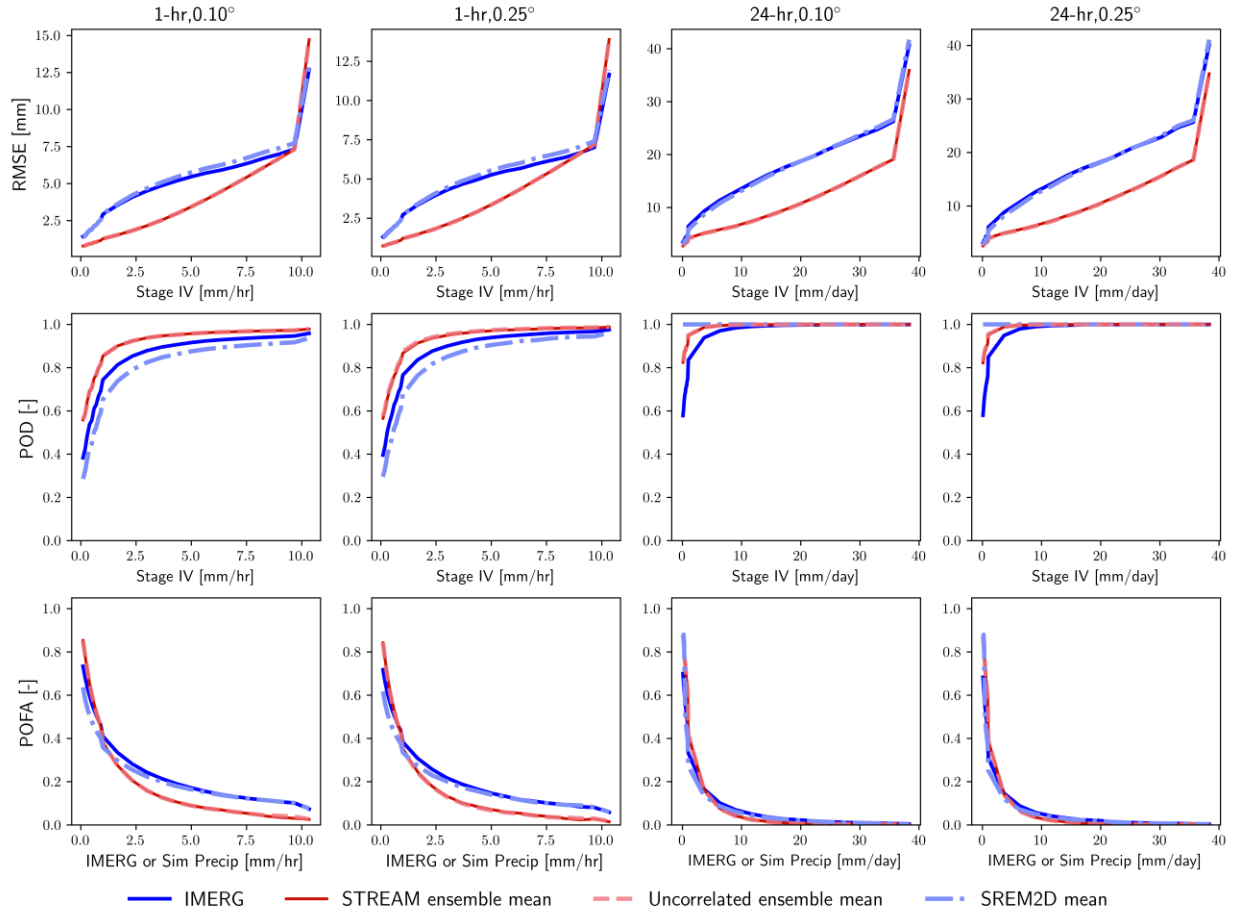 1-hr,0.10°
1-hr,0.25°
24-hr,0.10°
24-hr,0.25°
RMSE [mm]
15.0
12.5
10.0
7.5
5.0
2.5
0.0 2.5 5.0 7.5 10.0
Stage IV [mm/hr]
12.5
10.0
7.5
5.0
2.5
0.0 2.5 5.0 7.5 10.0
Stage IV [mm/hr]
40
30
20
10
0 10 20 30 40
Stage IV [mm/day]
40
30
20
10
0 10 20 30 40
Stage IV [mm/day]
POD [-]
1.0
0.8
0.6
0.4
0.2
0.0
0.0 2.5 5.0 7.5 10.0
Stage IV [mm/hr]
1.0
0.8
0.6
0.4
0.2
0.0
0.0 2.5 5.0 7.5 10.0
Stage IV [mm/hr]
1.0
0.8
0.6
0.4
0.2
0.0
0 10 20 30 40
Stage IV [mm/day]
1.0
0.8
0.6
0.4
0.2
0.0
0 10 20 30 40
Stage IV [mm/day]
POFA [-]
1.0
0.8
0.6
0.4
0.2
0.0
0.0 2.5 5.0 7.5 10.0
IMERG or Sim Precip [mm/hr]
1.0
0.8
0.6
0.4
0.2
0.0
0.0 2.5 5.0 7.5 10.0
IMERG or Sim Precip [mm/hr]
1.0
0.8
0.6
0.4
0.2
0.0
0 10 20 30 40
IMERG or Sim Precip [mm/day]
1.0
0.8
0.6
0.4
0.2
0.0
0 10 20 30 40
IMERG or Sim Precip [mm/day]
IMERG
STREAM ensemble mean
Uncorrelated ensemble mean
SREM2D mean